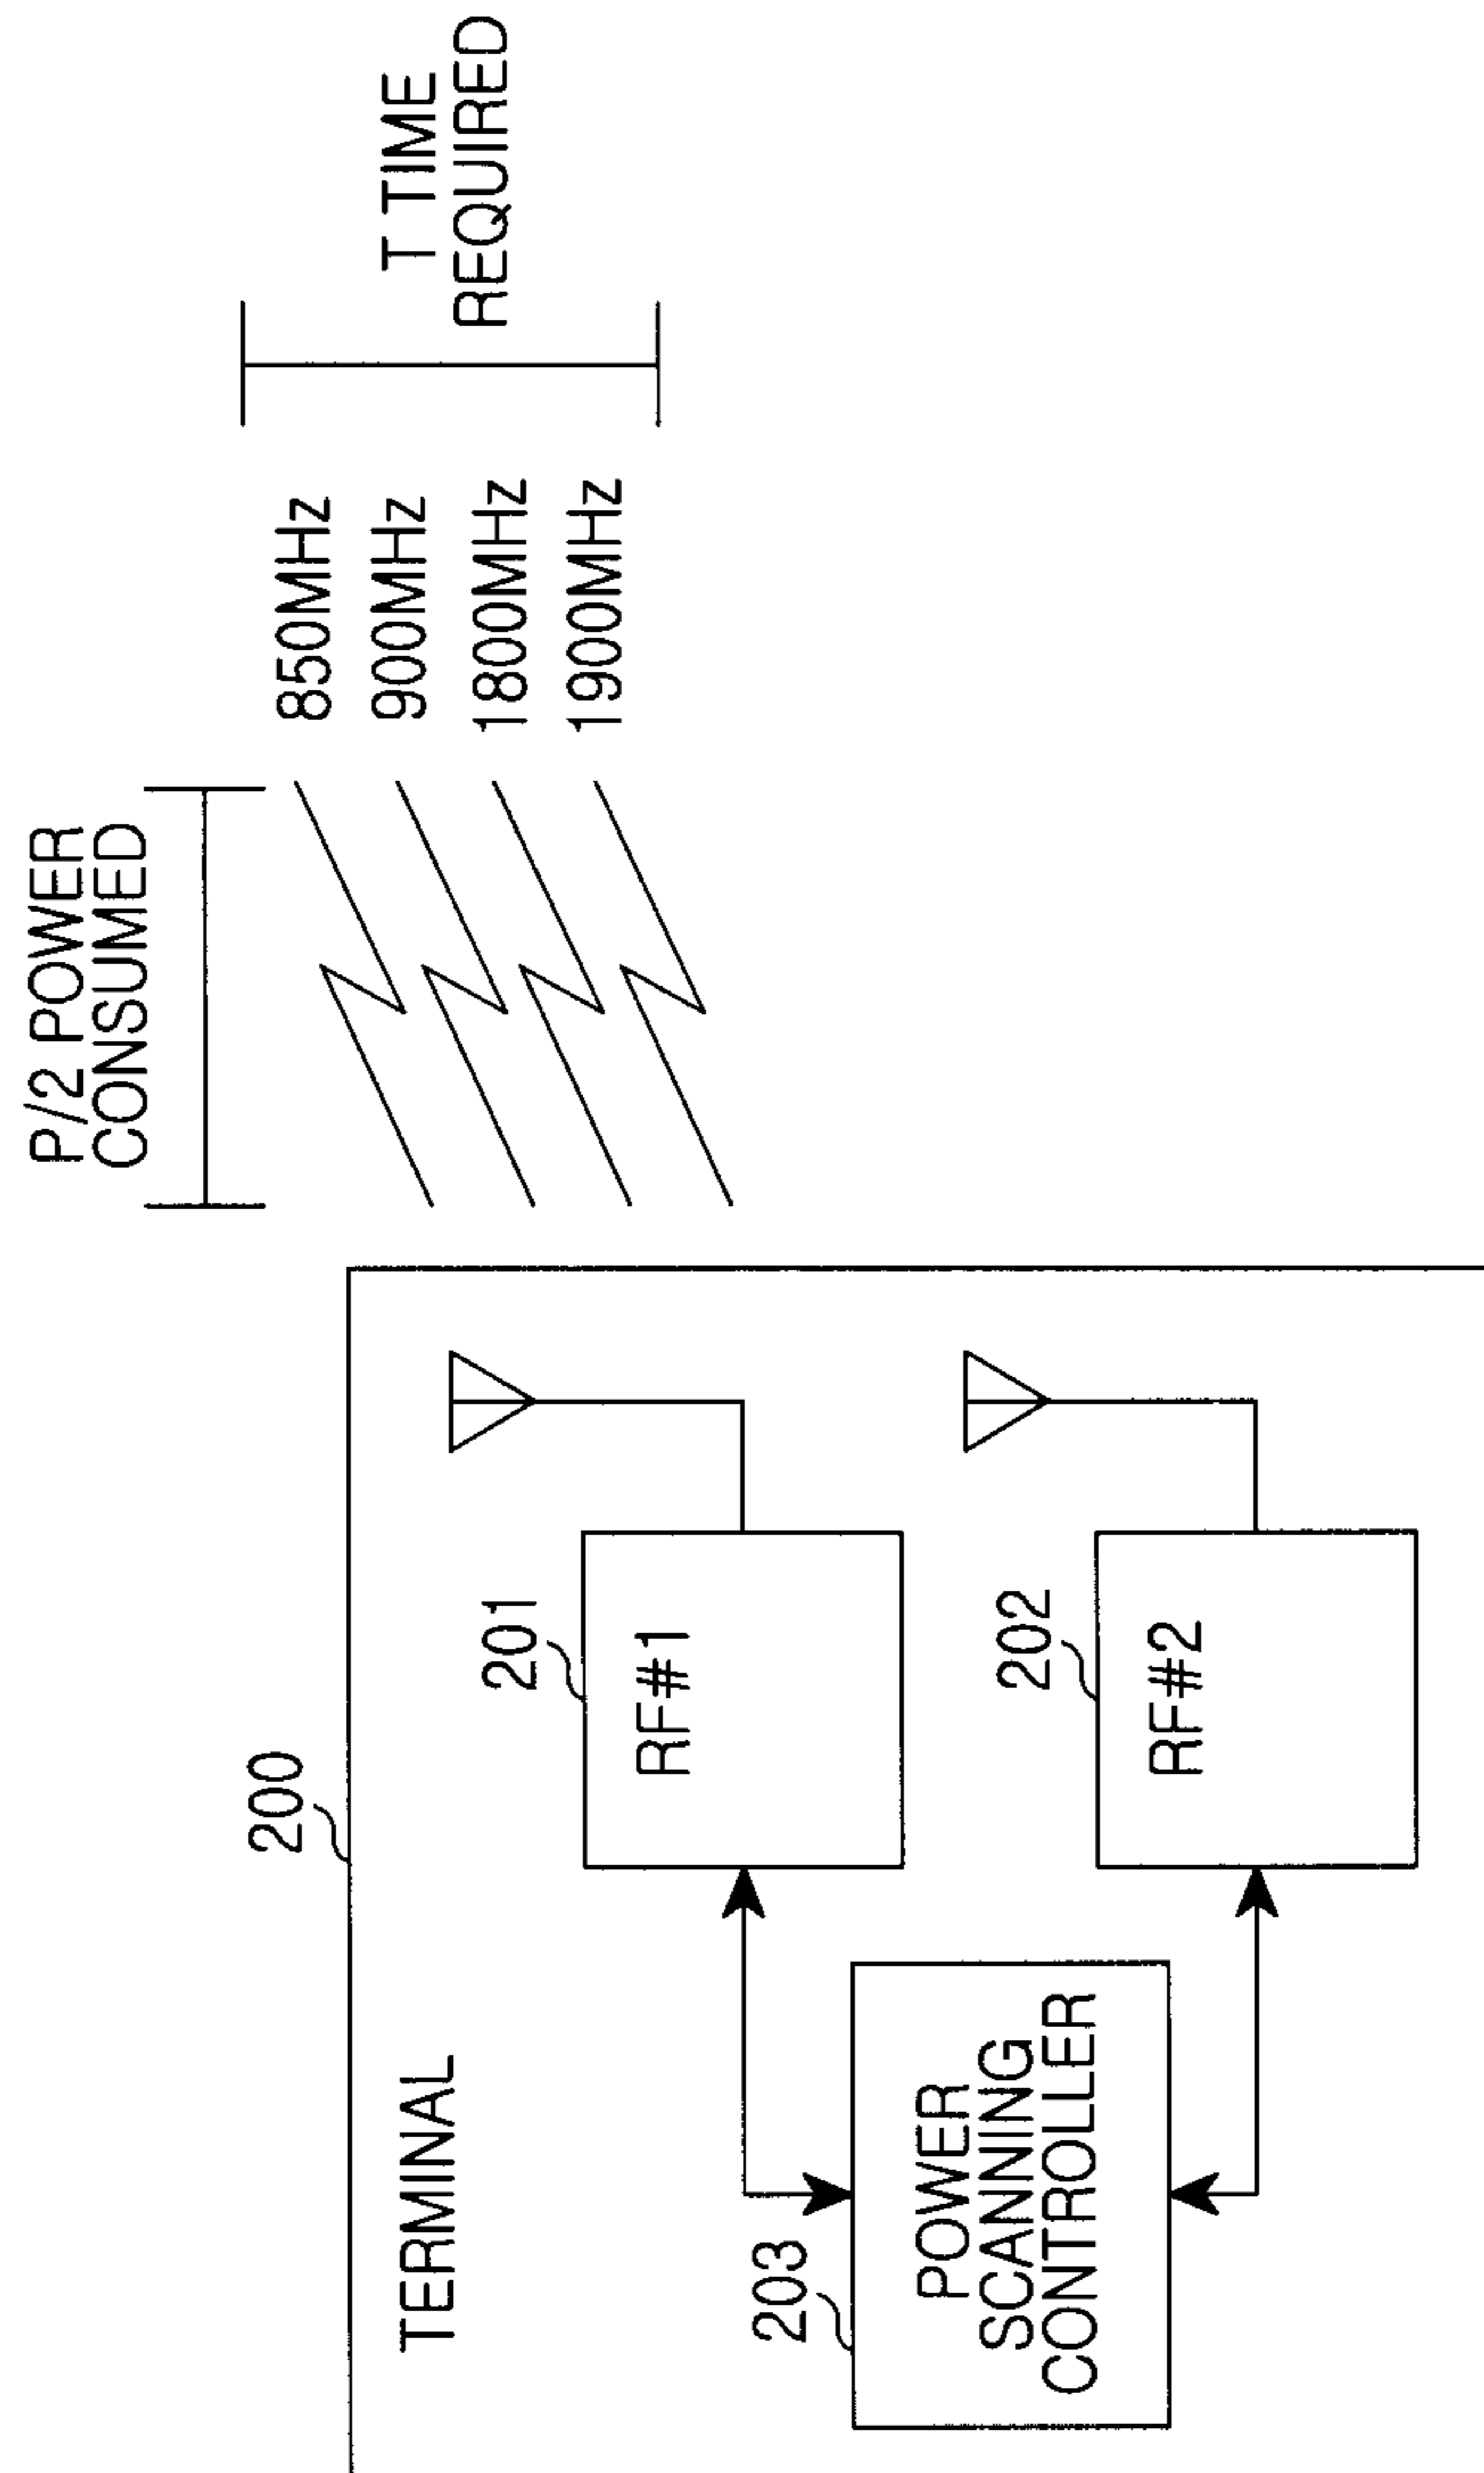 P/2 POWER
CONSUMED
850MHz
900MHz
1800MHz
1900MHz
T TIME
REQUIRED
200
TERMINAL
201
RF#1
203
POWER
SCANNING
CONTROLLER
202
RF#2